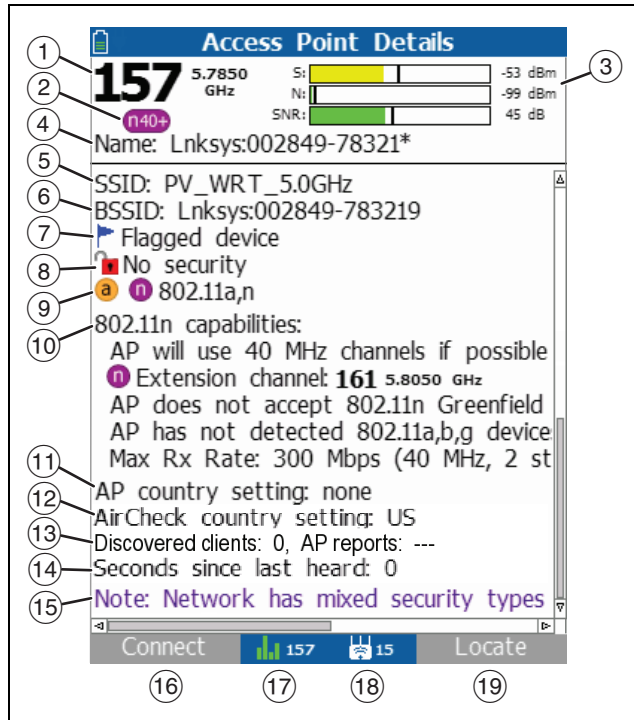 Access Point Details
1 157 5.7850 GHz S: -53 dBm 3
N: -99 dBm
2 n40+ SNR: 45 dB
4 Name: Lnksys:002849-78321*
5 SSID: PV_WRT_5.0GHz
6 BSSID: Lnksys:002849-783219
7 Flagged device
8 No security
9 a n 802.11a,n
10 802.11n capabilities:
AP will use 40 MHz channels if possible
n Extension channel: 161 5.8050 GHz
AP does not accept 802.11n Greenfield
AP has not detected 802.11a,b,g device
Max Rx Rate: 300 Mbps (40 MHz, 2 st
11 AP country setting: none
12 AirCheck country setting: US
13 Discovered clients: 0, AP reports: ---
14 Seconds since last heard: 0
15 Note: Network has mixed security types
Connect 157 15 Locate
16 17 18 19